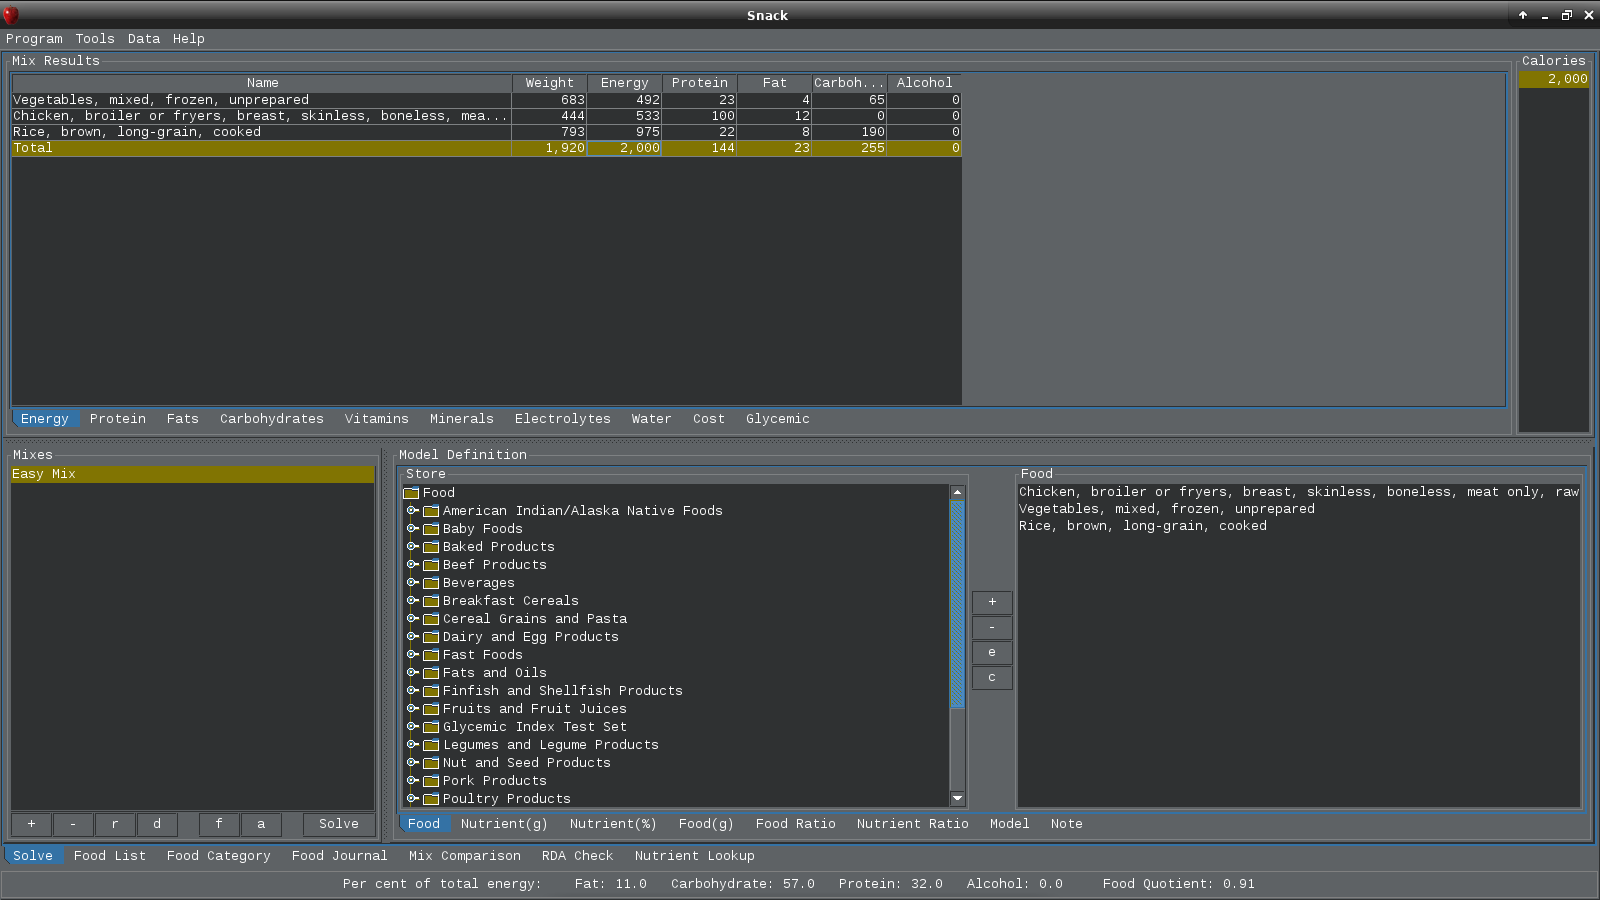 Snack
Program Tools Data Help
Mix Results
Calories
Name Weight Energy Protein Fat Carboh... Alcohol
2,000
Vegetables, mixed, frozen, unprepared 683 492 23 4 65 0
Chicken, broiler or fryers, breast, skinless, boneless, mea... 444 533 100 12 0 0
Rice, brown, long-grain, cooked 793 975 22 8 190 0
Total 1,920 2,000 144 23 255 0
Energy Protein Fats Carbohydrates Vitamins Minerals Electrolytes Water Cost Glycemic
Mixes
Easy Mix
+ - r d f a Solve
Model Definition
Store
Food
American Indian/Alaska Native Foods
Baby Foods
Baked Products
Beef Products
Beverages
Breakfast Cereals
Cereal Grains and Pasta
Dairy and Egg Products
Fast Foods
Fats and Oils
Finfish and Shellfish Products
Fruits and Fruit Juices
Glycemic Index Test Set
Legumes and Legume Products
Nut and Seed Products
Pork Products
Poultry Products
+
-
e
c
Food
Chicken, broiler or fryers, breast, skinless, boneless, meat only, raw
Vegetables, mixed, frozen, unprepared
Rice, brown, long-grain, cooked
Food Nutrient(g) Nutrient(%) Food(g) Food Ratio Nutrient Ratio Model Note
Solve Food List Food Category Food Journal Mix Comparison RDA Check Nutrient Lookup
Per cent of total energy: Fat: 11.0 Carbohydrate: 57.0 Protein: 32.0 Alcohol: 0.0 Food Quotient: 0.91